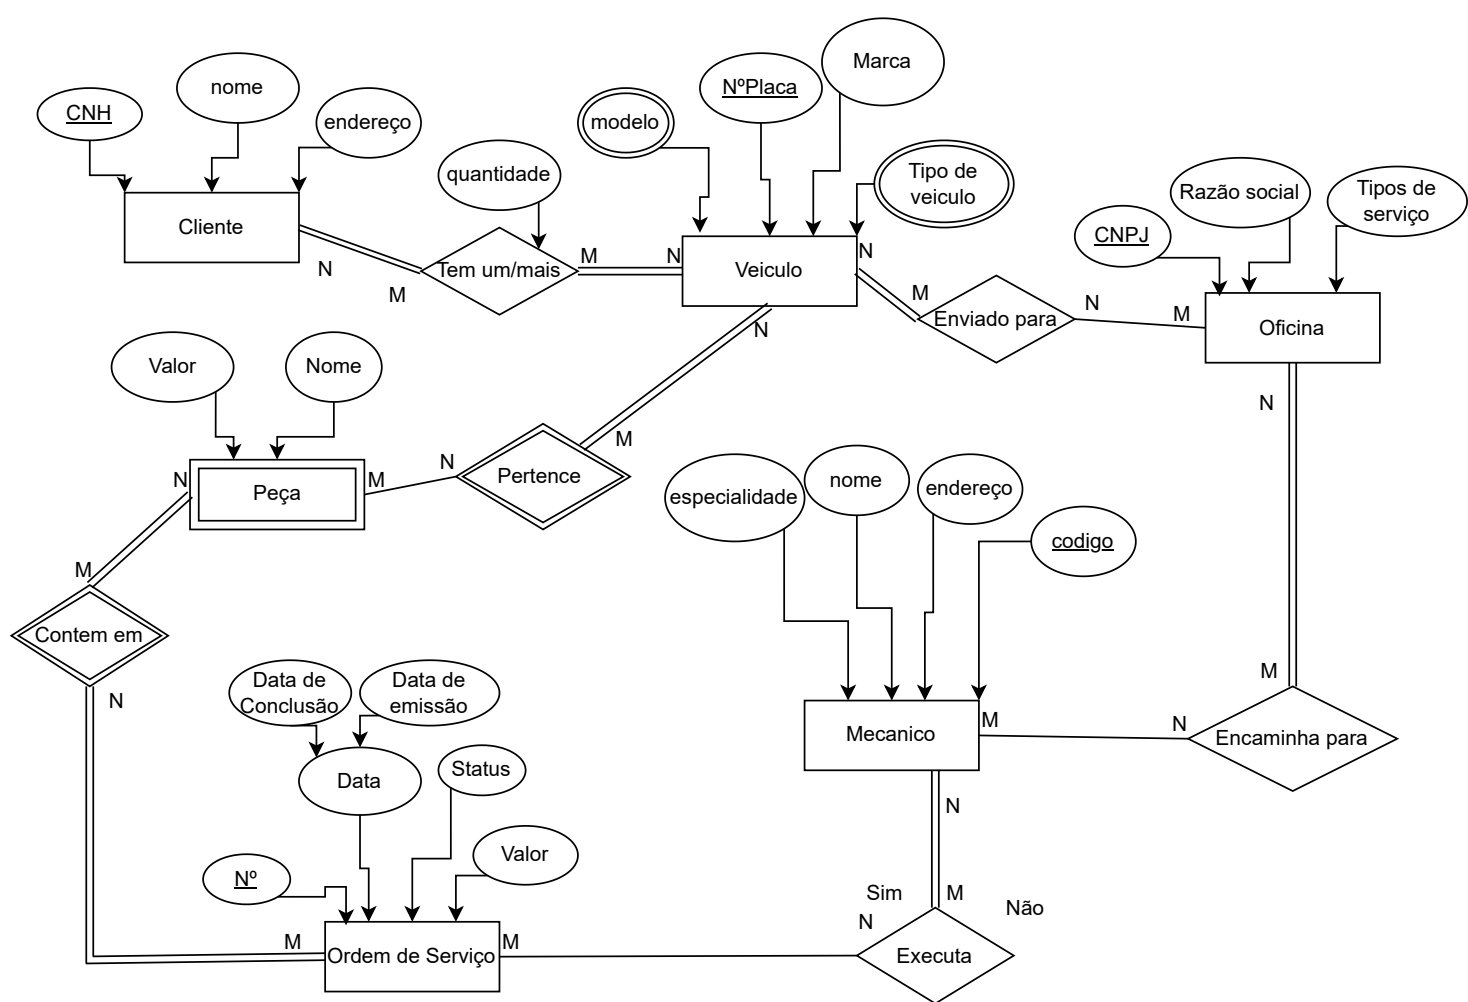 Marca
nome
NºPlaca
CNH
endereço
modelo
quantidade
Tipo de
veiculo
Razão social
Tipos de
serviço
CNPJ
Cliente
N
M
Tem um/mais
M
N
Veiculo
N
M
Enviado para
N
M
Oficina
N
N
M
Valor
Nome
N
Peça
M
N
Pertence
especialidade
nome
endereço
codigo
M
Contem em
N
Data de
Conclusão
Data de
emissão
Data
Status
Valor
Nº
M
Ordem de Serviço
M
Mecanico
M
N
M
Encaminha para
N
Sim
M
Não
N
Executa